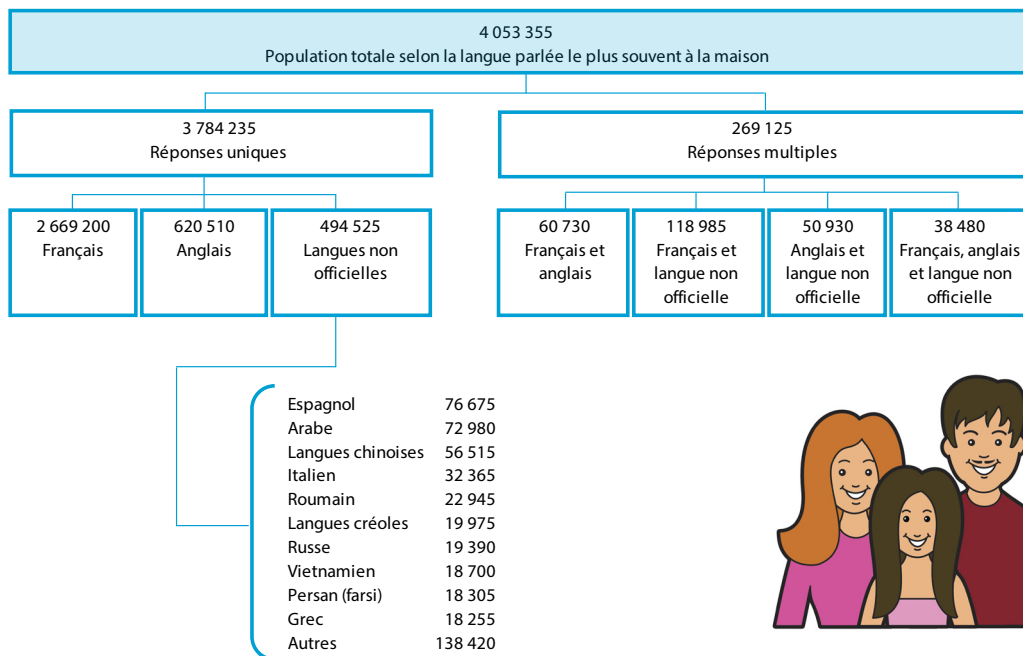 4 053 355
Population totale selon la langue parlée le plus souvent à la maison
3 784 235
Réponses uniques
269 125
Réponses multiples
2 669 200
Français
620 510
Anglais
494 525
Langues non
officielles
60 730
Français et
anglais
118 985
Français et
langue non
officielle
50 930
Anglais et
langue non
officielle
38 480
Français, anglais
et langue non
officielle
Espagnol 76 675
Arabe 72 980
Langues chinoises 56 515
Italien 32 365
Roumain 22 945
Langues créoles 19 975
Russe 19 390
Vietnamien 18 700
Persan (farsi) 18 305
Grec 18 255
Autres 138 420